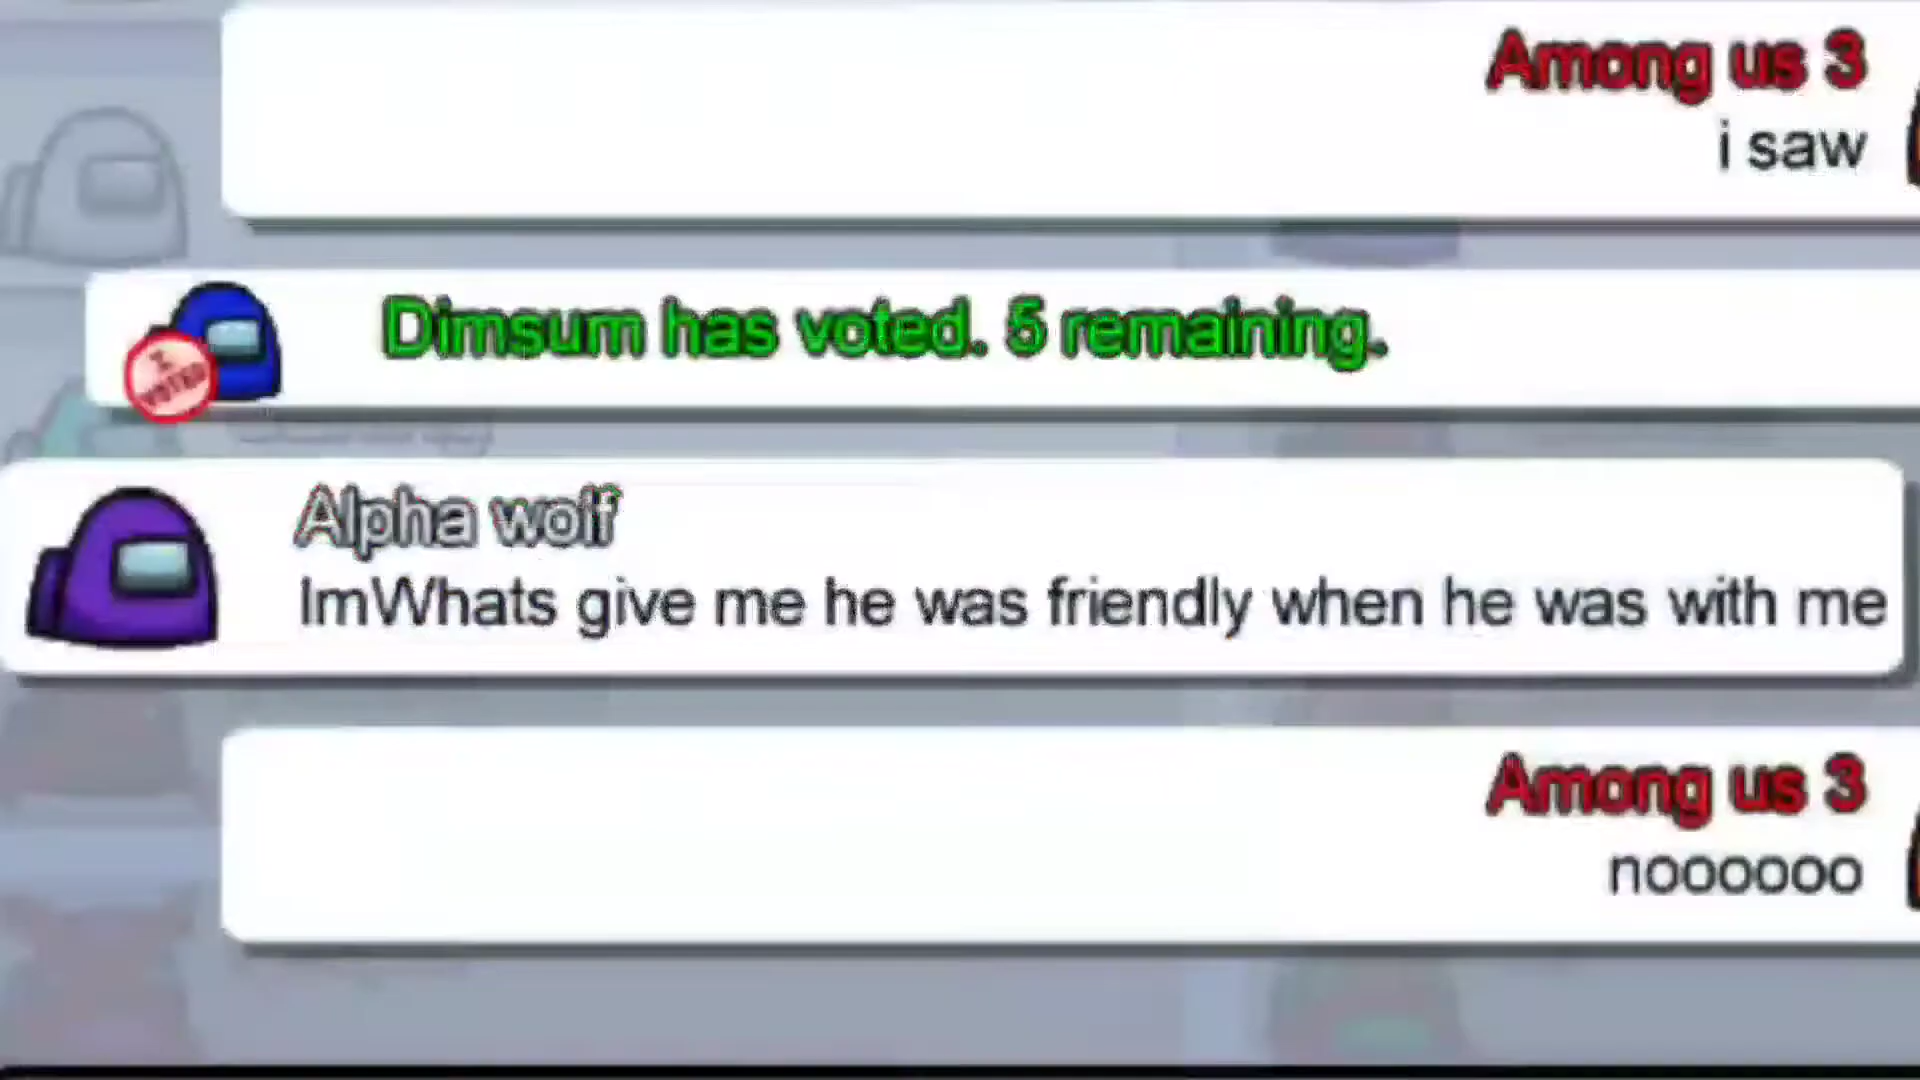 Among us 3
i saw
Dimsum has voted. 5 remaining.
I
VOTED
Alpha wolf
ImWhats give me he was friendly when he was with me
Among us 3
noooooo